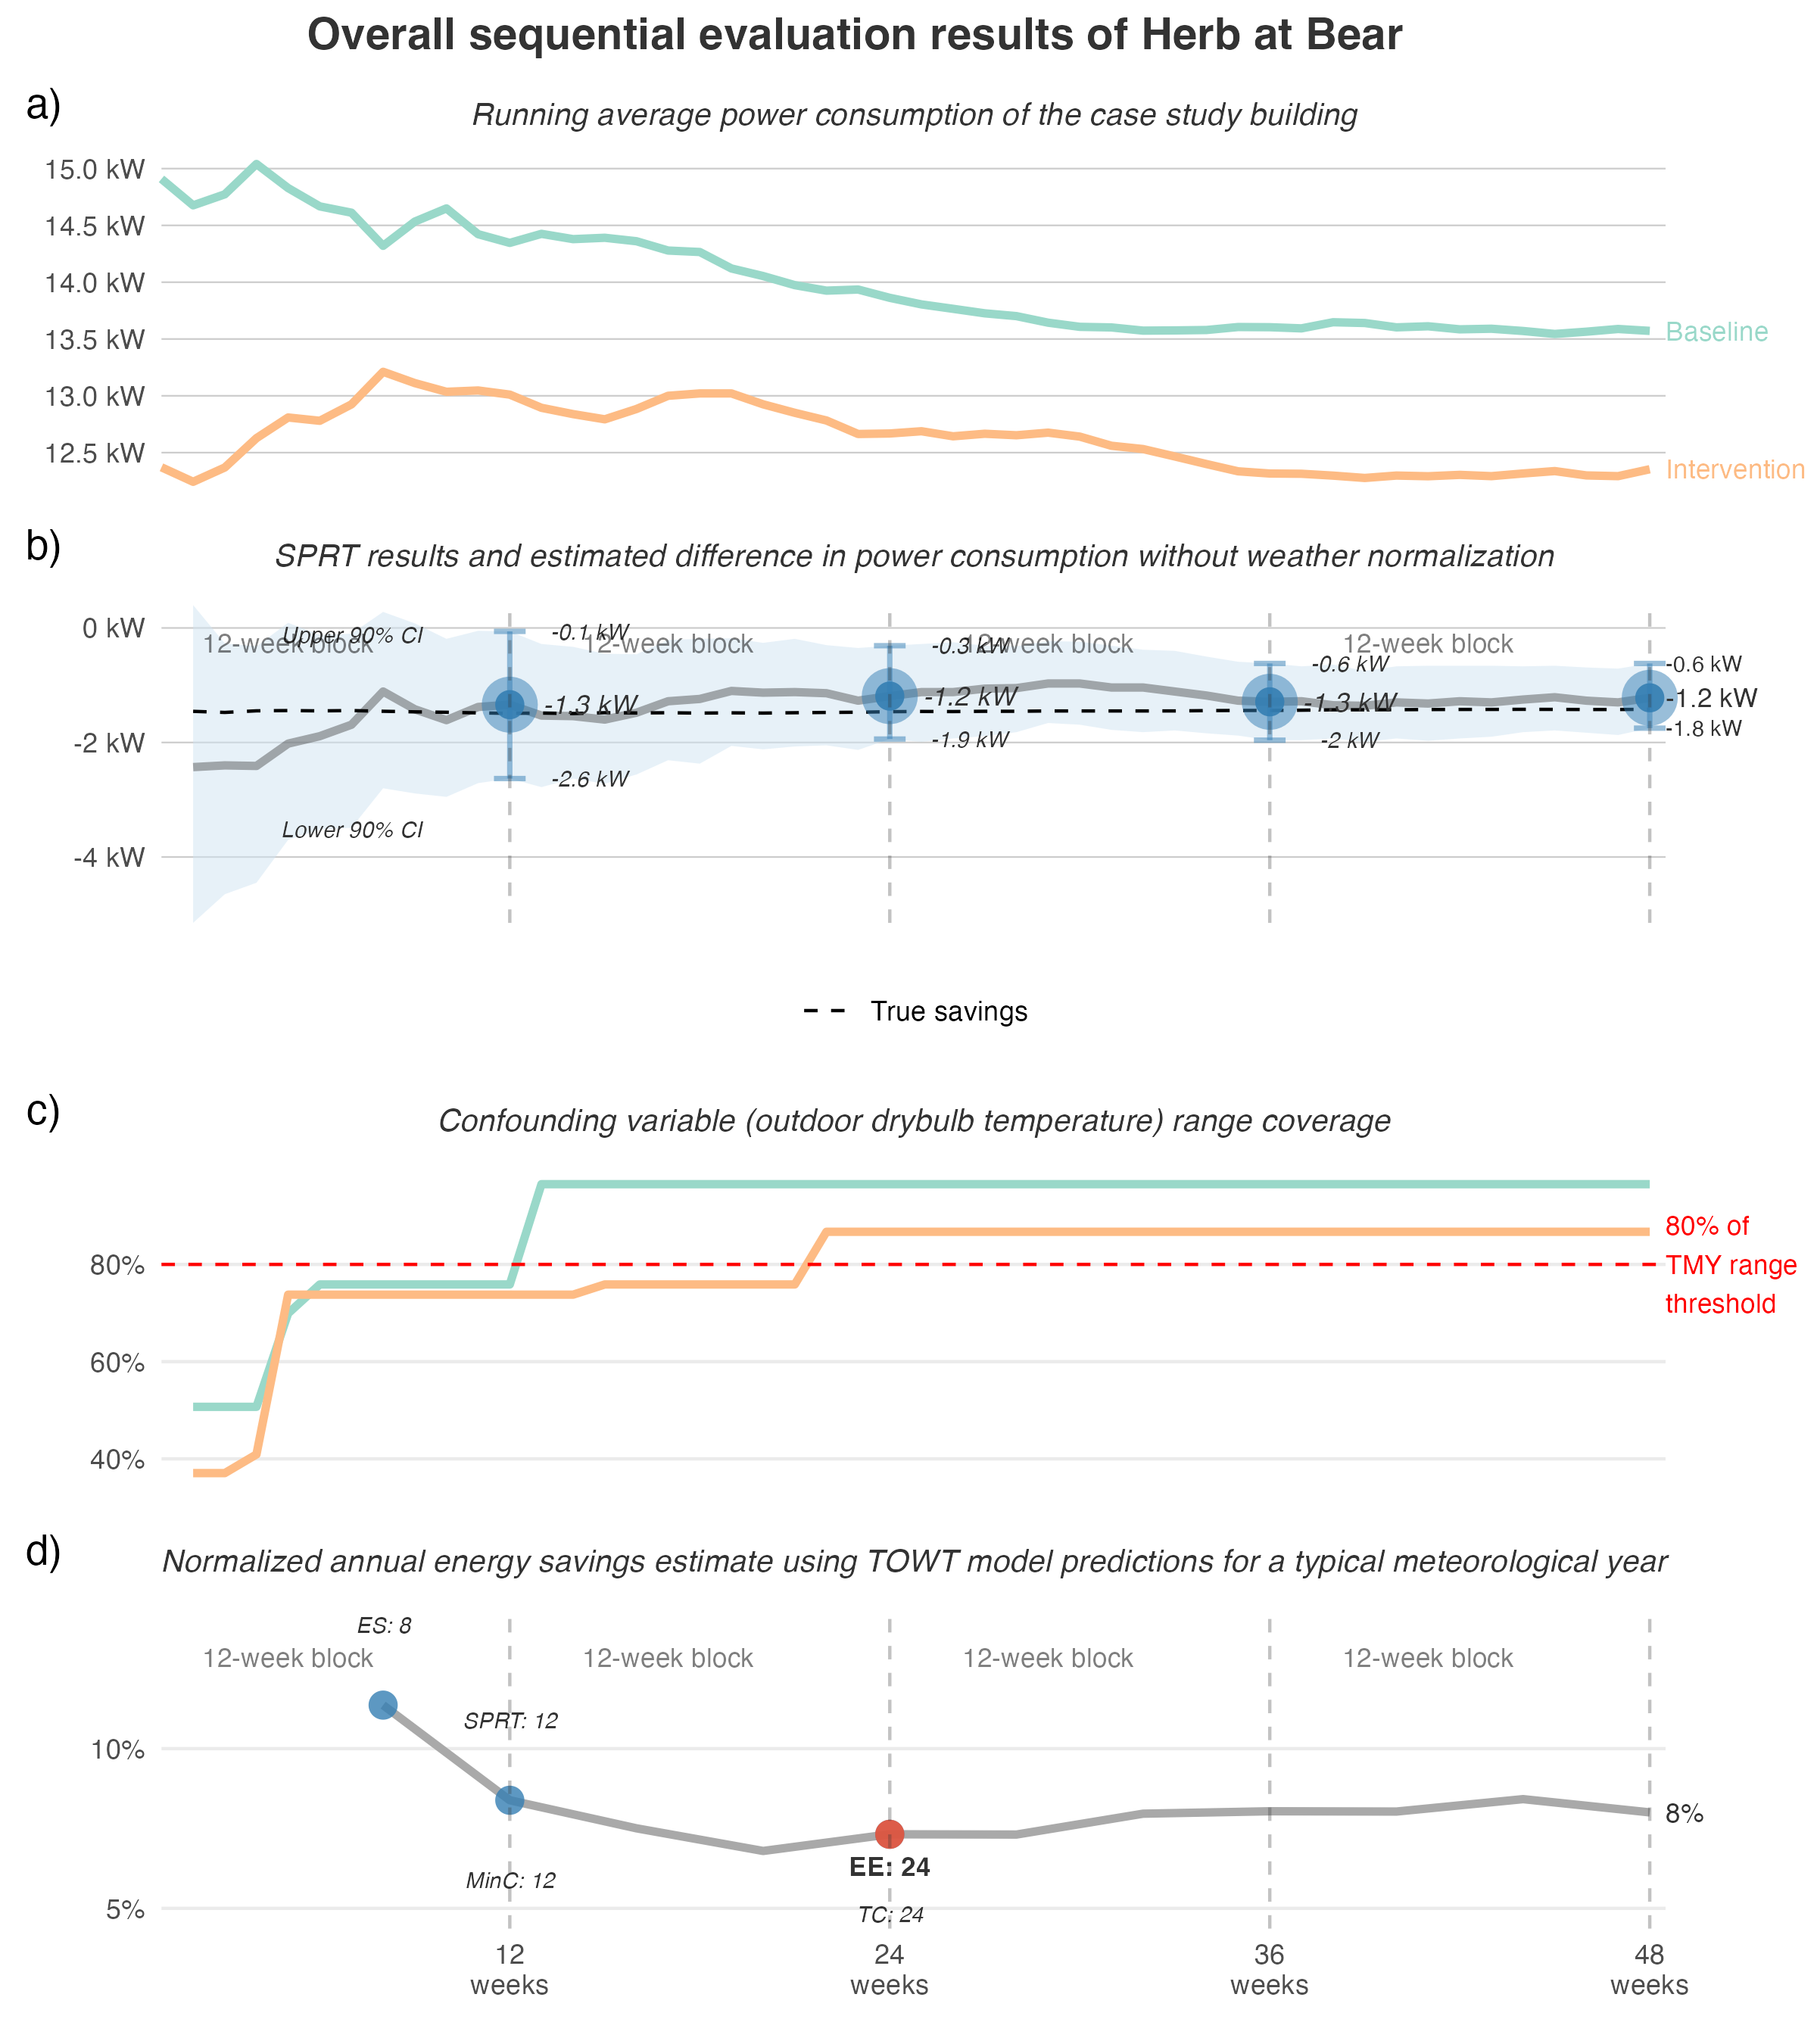 Overall sequential evaluation results of Herb at Bear
a)
Running average power consumption of the case study building
15.0 kW
14.5 kW
14.0 kW
13.5 kW
13.0 kW
12.5 kW
Baseline
Intervention
b)
SPRT results and estimated difference in power consumption without weather normalization
0 kW
-2 kW
-4 kW
12-week block
12-week block
12-week block
12-week block
Upper 90% CI
Lower 90% CI
-0.1 kW
-1.3 kW
-2.6 kW
-0.3 kW
-1.2 kW
-1.9 kW
-0.6 kW
-1.3 kW
-2 kW
-0.6 kW
-1.2 kW
-1.8 kW
True savings
c)
Confounding variable (outdoor drybulb temperature) range coverage
80%
60%
40%
80% of
TMY range
threshold
d)
Normalized annual energy savings estimate using TOWT model predictions for a typical meteorological year
ES: 8
12-week block
12-week block
12-week block
12-week block
SPRT: 12
10%
8%
EE: 24
MinC: 12
5%
TC: 24
12
weeks
24
weeks
36
weeks
48
weeks